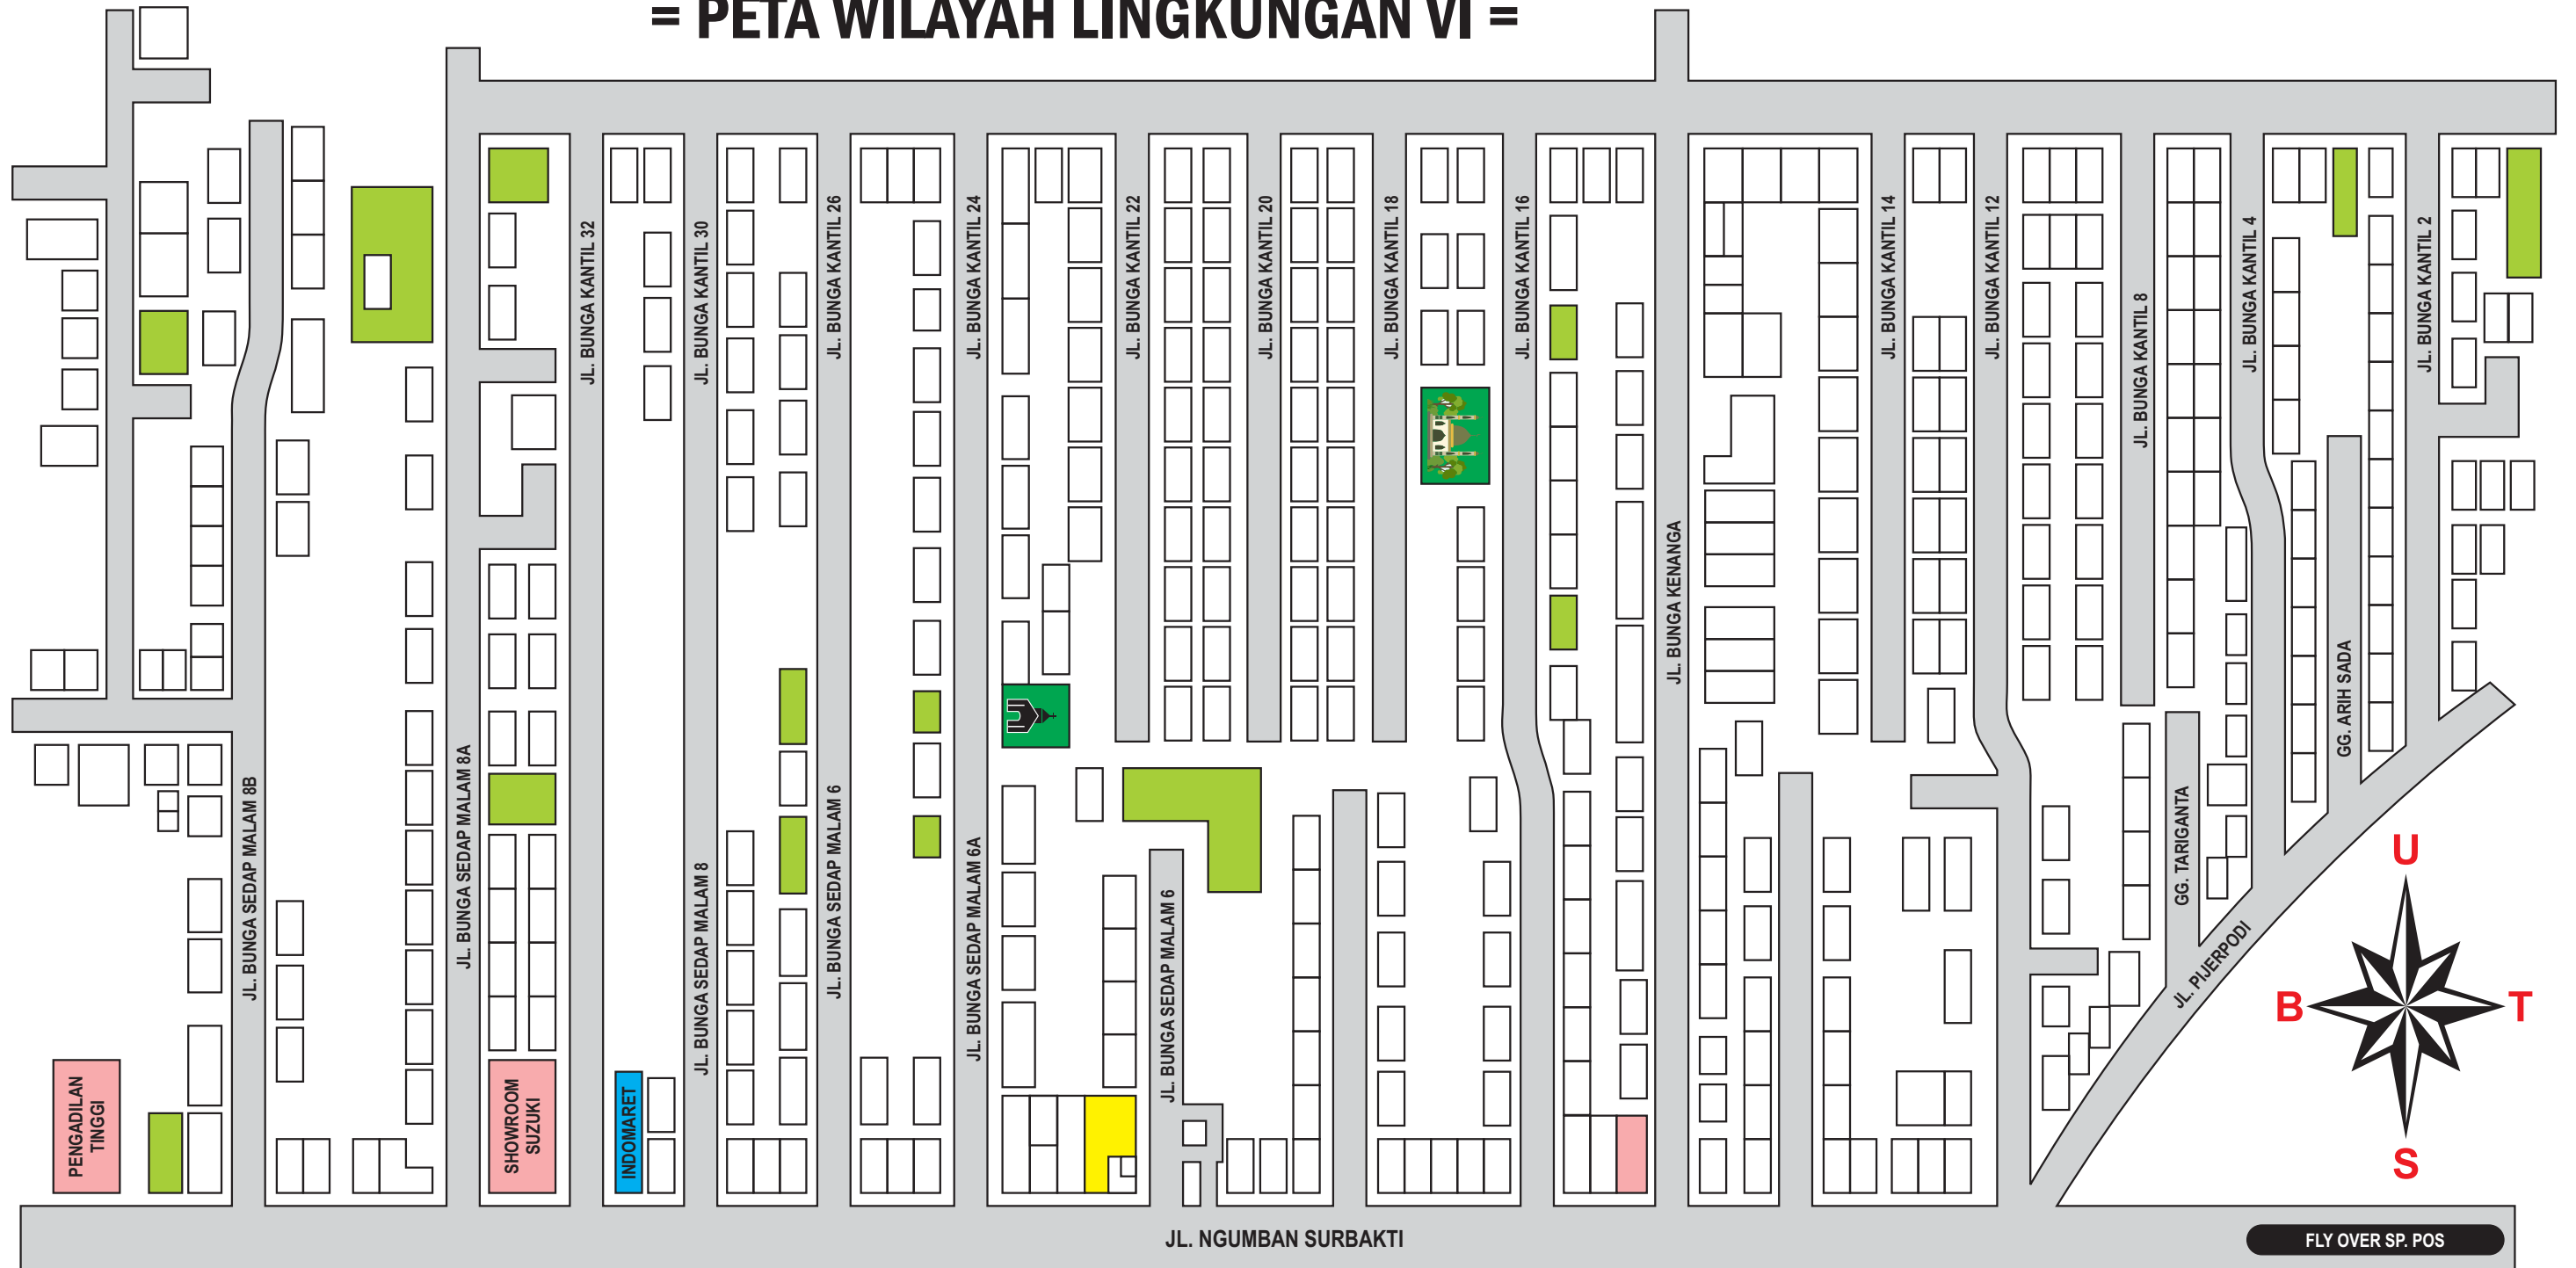 = PETA WILAYAH LINGKUNGAN VI =
JL. BUNGA KANTIL 32
JL. BUNGA KANTIL 30
JL. BUNGA KANTIL 26
JL. BUNGA KANTIL 24
JL. BUNGA KANTIL 22
JL. BUNGA KANTIL 20
JL. BUNGA KANTIL 18
JL. BUNGA KANTIL 16
JL. BUNGA KENANGA
JL. BUNGA KANTIL 14
JL. BUNGA KANTIL 12
JL. BUNGA KANTIL 8
JL. BUNGA KANTIL 4
JL. BUNGA KANTIL 2
GG. ARIH SADA
GG. TARIGANTA
JL. PIJERPODI
JL. BUNGA SEDAP MALAM 8B
JL. BUNGA SEDAP MALAM 8A
JL. BUNGA SEDAP MALAM 8
JL. BUNGA SEDAP MALAM 6
JL. BUNGA SEDAP MALAM 6A
JL. BUNGA SEDAP MALAM 6
U
B
T
S
PENGADILAN
TINGGI
SHOWROOM
SUZUKI
INDOMARET
JL. NGUMBAN SURBAKTI
FLY OVER SP. POS